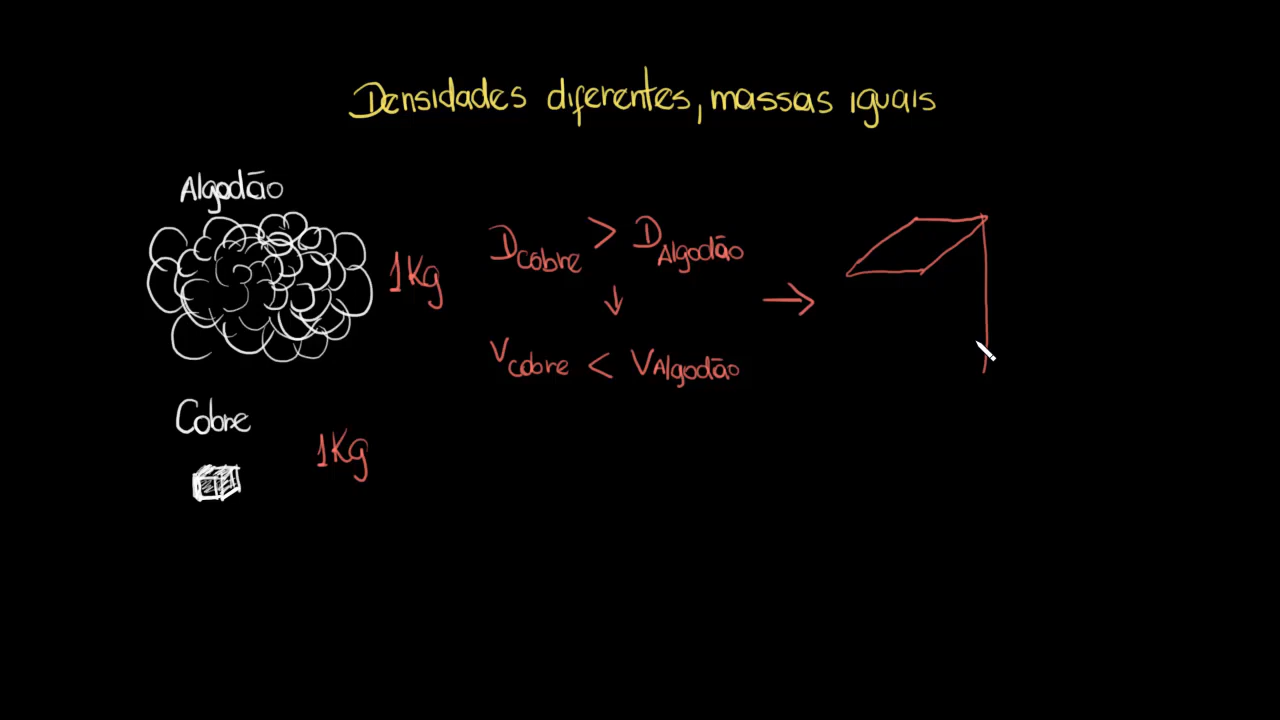 Densidades diferentes, massas iguais
Algodão
1Kg
D cobre > D Algodão
↓
→
V cobre < V Algodão
Cobre
1Kg